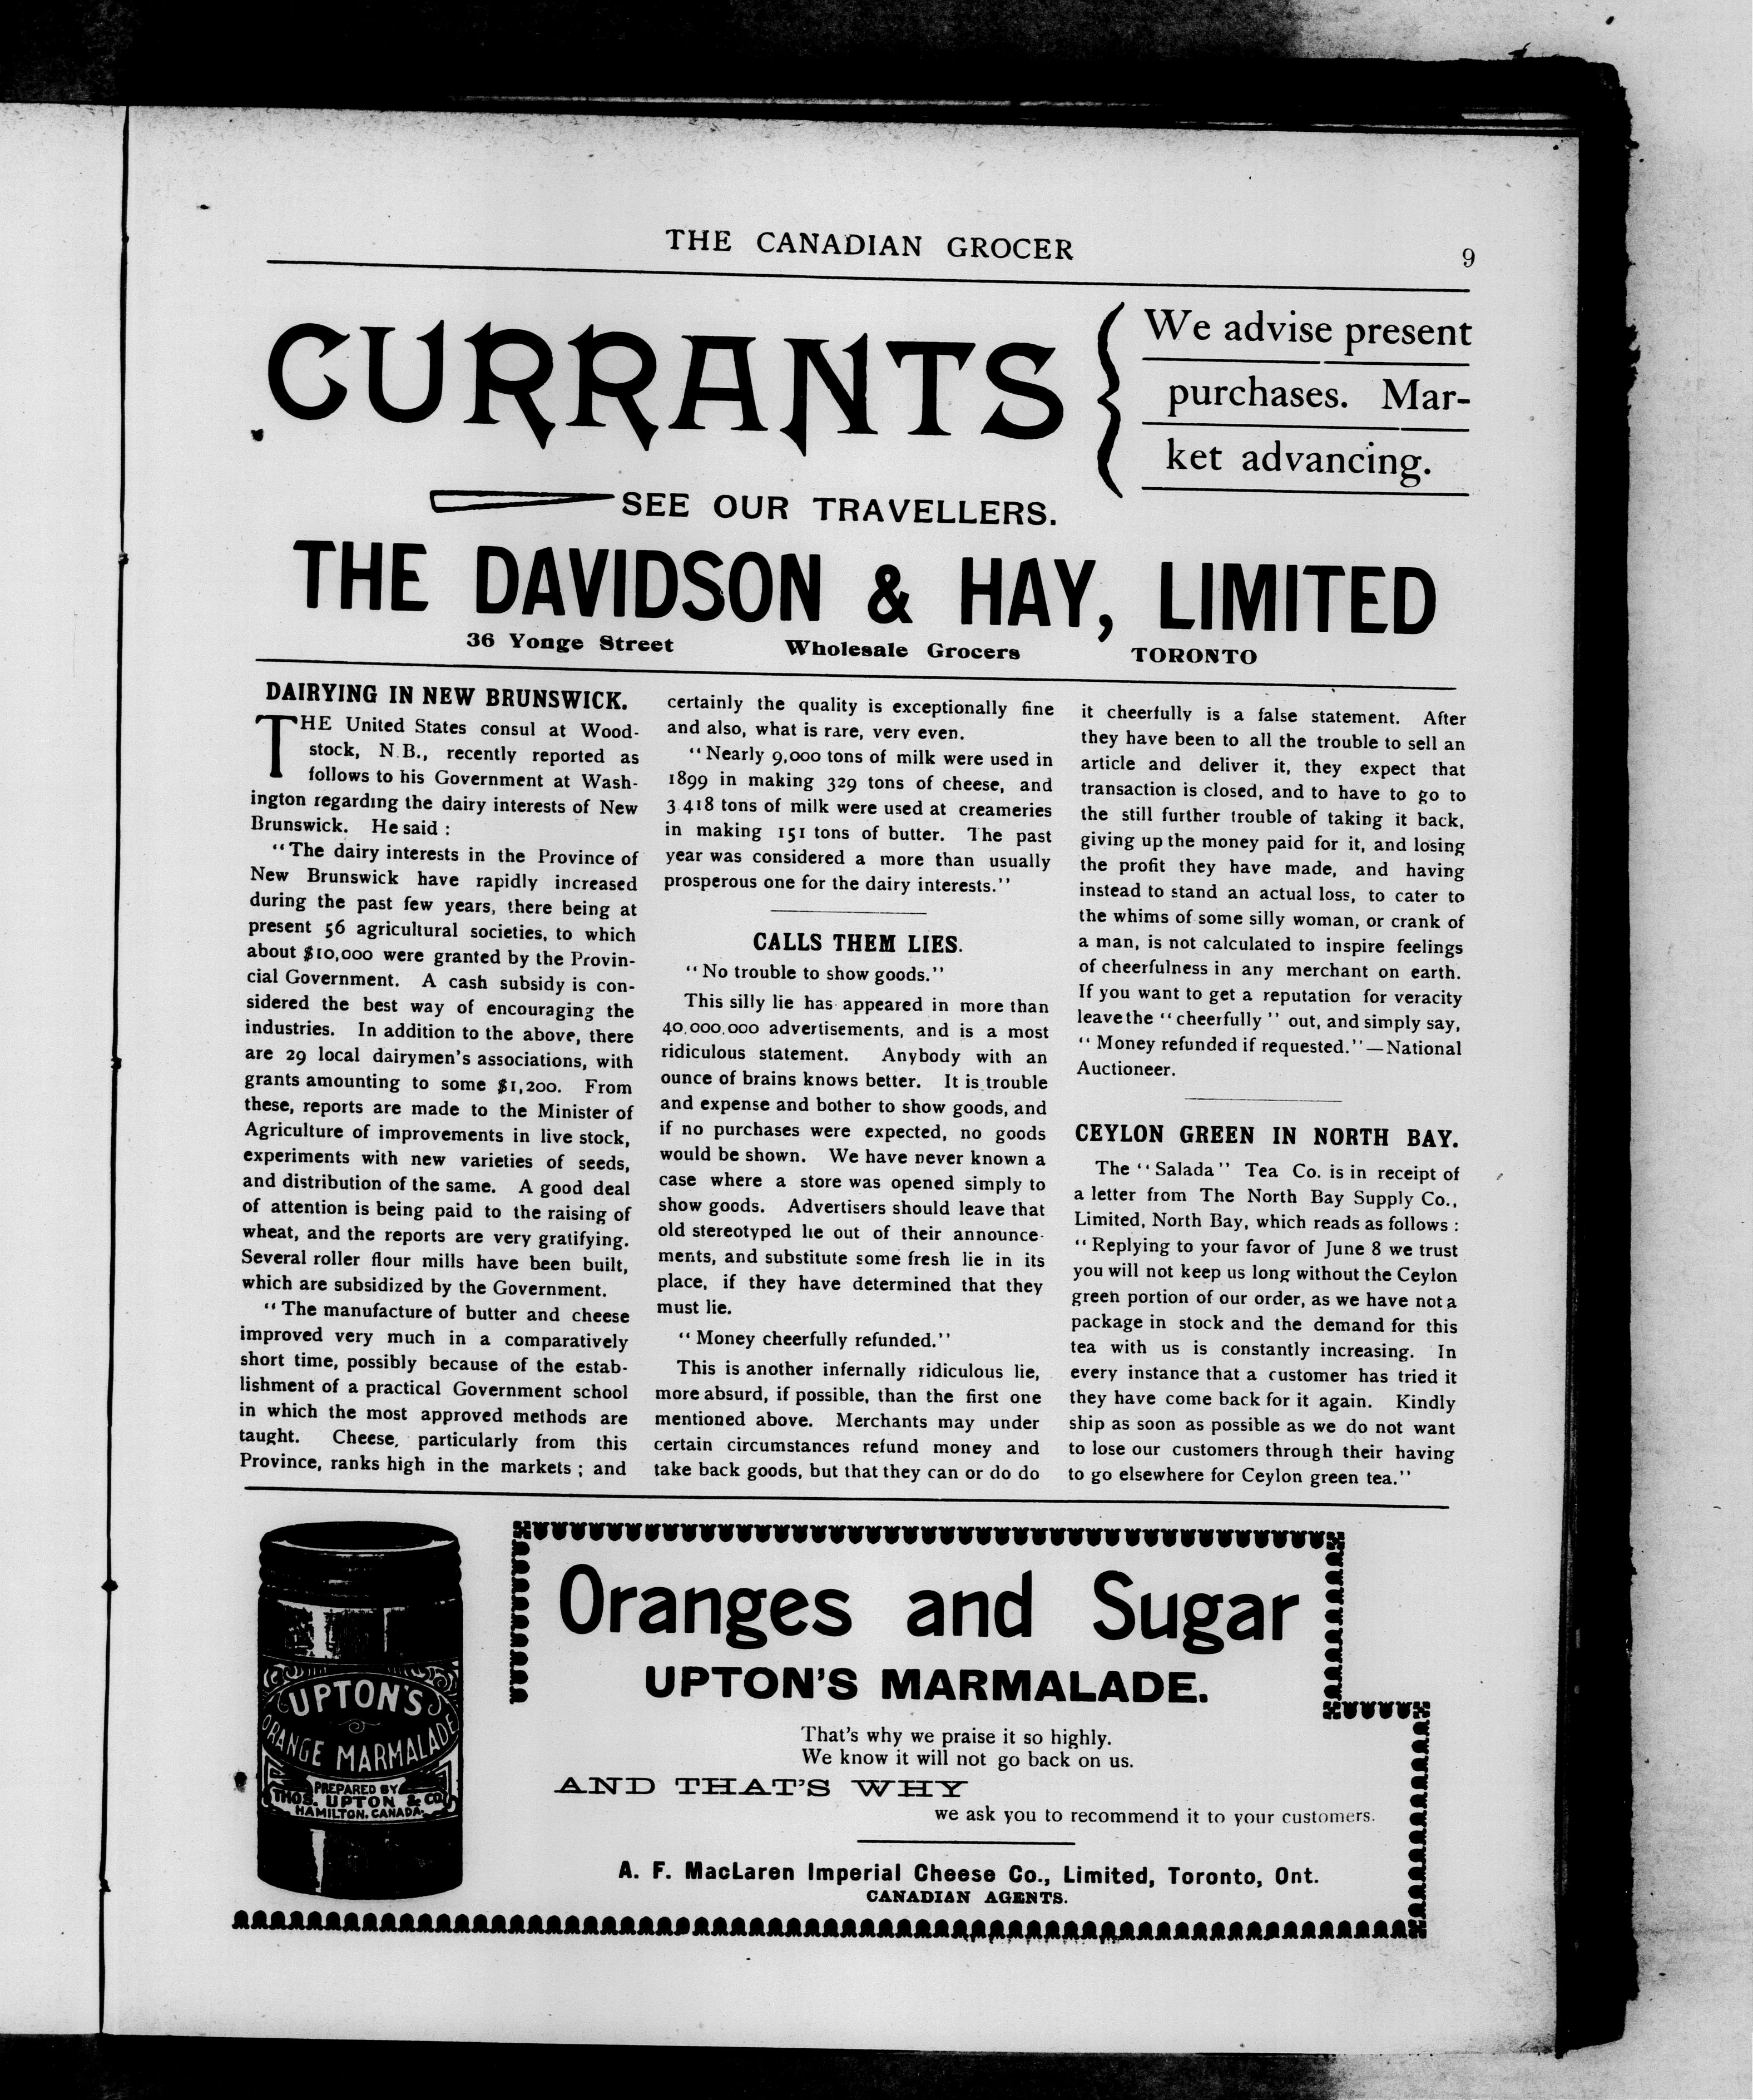 THE CANADIAN GROCER
9
CURRANTS
We advise present
purchases. Mar-
ket advancing.
SEE OUR TRAVELLERS.
THE DAVIDSON & HAY, LIMITED
36 Yonge Street Wholesale Grocers TORONTO
DAIRYING IN NEW BRUNSWICK.
THE United States consul at Wood-
stock, N.B., recently reported as
follows to his Government at Wash-
ington regarding the dairy interests of New
Brunswick. He said :
"The dairy interests in the Province of
New Brunswick have rapidly increased
during the past few years, there being at
present 56 agricultural societies, to which
about $10,000 were granted by the Provin-
cial Government. A cash subsidy is con-
sidered the best way of encouraging the
industries. In addition to the above, there
are 29 local dairymen's associations, with
grants amounting to some $1,200. From
these, reports are made to the Minister of
Agriculture of improvements in live stock,
experiments with new varieties of seeds,
and distribution of the same. A good deal
of attention is being paid to the raising of
wheat, and the reports are very gratifying.
Several roller flour mills have been built,
which are subsidized by the Government.
"The manufacture of butter and cheese
improved very much in a comparatively
short time, possibly because of the estab-
lishment of a practical Government school
in which the most approved methods are
taught. Cheese, particularly from this
Province, ranks high in the markets ; and
certainly the quality is exceptionally fine
and also, what is rare, very even.
"Nearly 9,000 tons of milk were used in
1899 in making 329 tons of cheese, and
3 418 tons of milk were used at creameries
in making 151 tons of butter. The past
year was considered a more than usually
prosperous one for the dairy interests."
CALLS THEM LIES.
"No trouble to show goods."
This silly lie has appeared in more than
40,000,000 advertisements, and is a most
ridiculous statement. Anybody with an
ounce of brains knows better. It is trouble
and expense and bother to show goods, and
if no purchases were expected, no goods
would be shown. We have never known a
case where a store was opened simply to
show goods. Advertisers should leave that
old stereotyped lie out of their announce-
ments, and substitute some fresh lie in its
place, if they have determined that they
must lie.
"Money cheerfully refunded."
This is another infernally ridiculous lie,
more absurd, if possible, than the first one
mentioned above. Merchants may under
certain circumstances refund money and
take back goods, but that they can or do do
it cheerfully is a false statement. After
they have been to all the trouble to sell an
article and deliver it, they expect that
transaction is closed, and to have to go to
the still further trouble of taking it back,
giving up the money paid for it, and losing
the profit they have made, and having
instead to stand an actual loss, to cater to
the whims of some silly woman, or crank of
a man, is not calculated to inspire feelings
of cheerfulness in any merchant on earth.
If you want to get a reputation for veracity
leave the "cheerfully" out, and simply say,
"Money refunded if requested."—National
Auctioneer.
CEYLON GREEN IN NORTH BAY.
The "Salada" Tea Co. is in receipt of
a letter from The North Bay Supply Co.,
Limited, North Bay, which reads as follows :
"Replying to your favor of June 8 we trust
you will not keep us long without the Ceylon
green portion of our order, as we have not a
package in stock and the demand for this
tea with us is constantly increasing. In
every instance that a customer has tried it
they have come back for it again. Kindly
ship as soon as possible as we do not want
to lose our customers through their having
to go elsewhere for Ceylon green tea."
UPTON'S
ORANGE MARMALADE
PREPARED BY
THOS. UPTON & CO.
HAMILTON, CANADA.
Oranges and Sugar
UPTON'S MARMALADE.
That's why we praise it so highly.
We know it will not go back on us.
AND THAT'S WHY
we ask you to recommend it to your customers.
A. F. MacLaren Imperial Cheese Co., Limited, Toronto, Ont.
CANADIAN AGENTS.